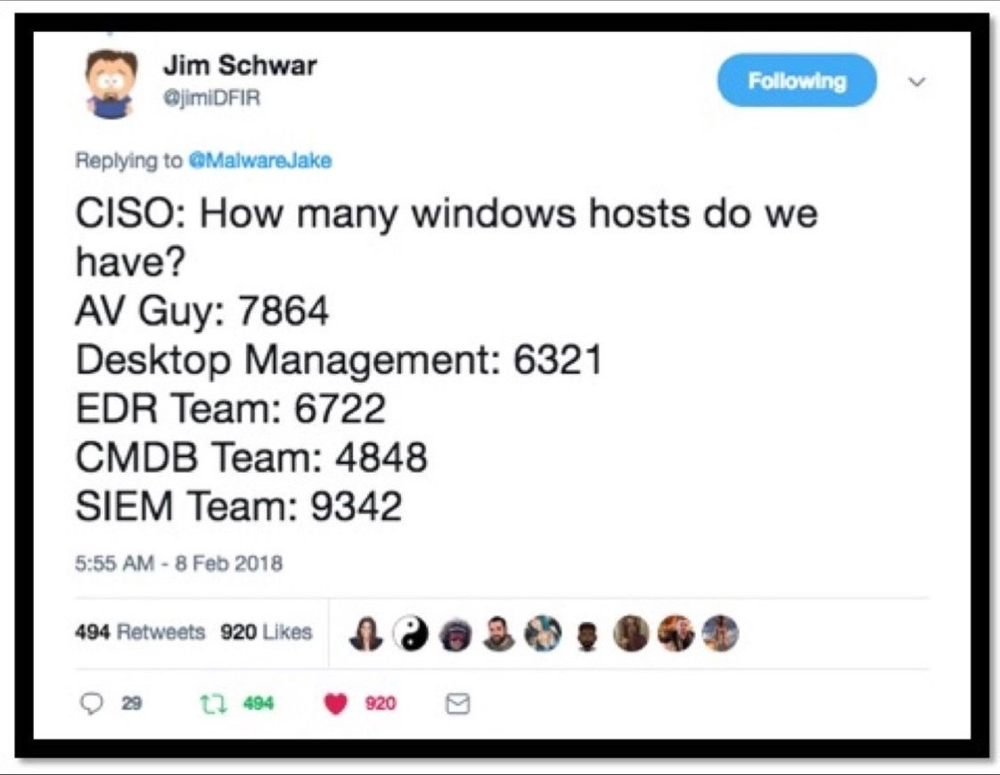 Jim Schwar
@jimiDFIR
Following
Replying to @MalwareJake
CISO: How many windows hosts do we
have?
AV Guy: 7864
Desktop Management: 6321
EDR Team: 6722
CMDB Team: 4848
SIEM Team: 9342
5:55 AM - 8 Feb 2018
494 Retweets 920 Likes
29 494 920